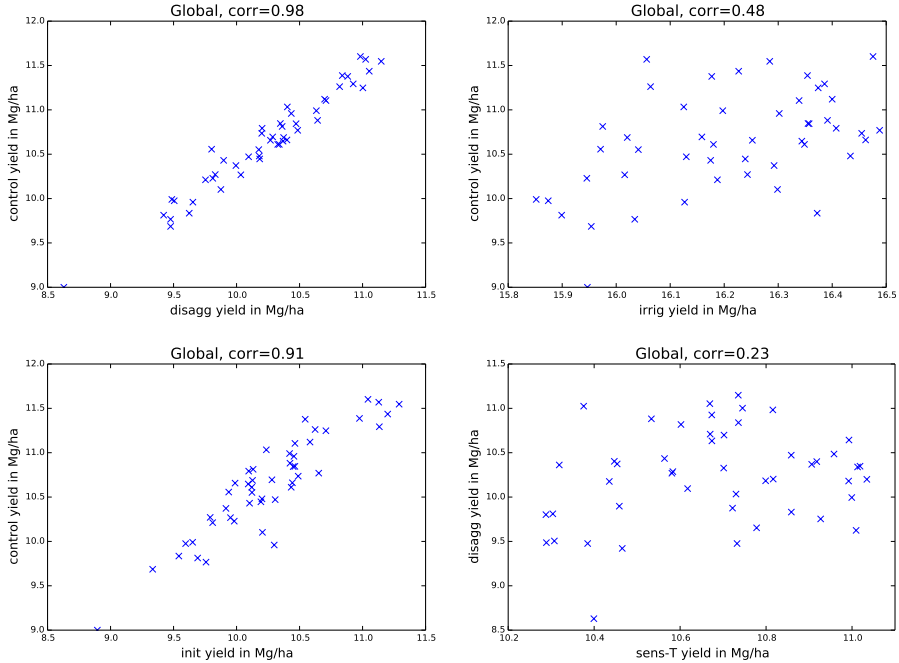 Global, corr=0.98
12.0
11.5
11.0
10.5
10.0
9.5
9.0
control yield in Mg/ha
8.5 9.0 9.5 10.0 10.5 11.0 11.5
disagg yield in Mg/ha
Global, corr=0.48
12.0
11.5
11.0
10.5
10.0
9.5
9.0
control yield in Mg/ha
15.8 15.9 16.0 16.1 16.2 16.3 16.4 16.5
irrig yield in Mg/ha
Global, corr=0.91
12.0
11.5
11.0
10.5
10.0
9.5
9.0
control yield in Mg/ha
8.5 9.0 9.5 10.0 10.5 11.0 11.5
init yield in Mg/ha
Global, corr=0.23
11.5
11.0
10.5
10.0
9.5
9.0
8.5
disagg yield in Mg/ha
10.2 10.4 10.6 10.8 11.0
sens-T yield in Mg/ha